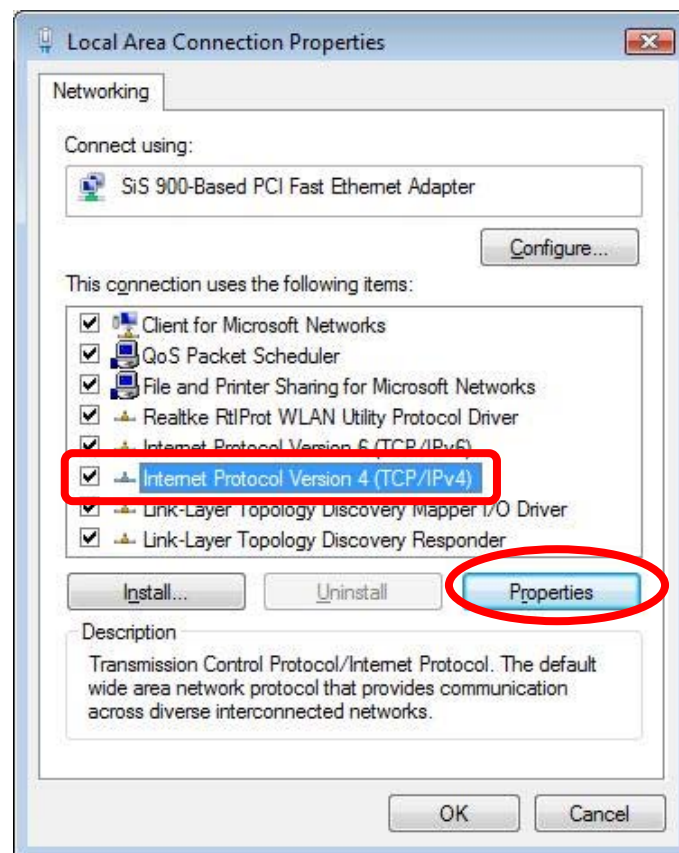 Local Area Connection Properties
Networking
Connect using:
SiS 900-Based PCI Fast Ethernet Adapter
Configure...
This connection uses the following items:
Client for Microsoft Networks
QoS Packet Scheduler
File and Printer Sharing for Microsoft Networks
Realtke RtlProt WLAN Utility Protocol Driver
Internet Protocol Version 6 (TCP/IPv6)
Internet Protocol Version 4 (TCP/IPv4)
Link-Layer Topology Discovery Mapper I/O Driver
Link-Layer Topology Discovery Responder
Install... Uninstall Properties
Description
Transmission Control Protocol/Internet Protocol. The default
wide area network protocol that provides communication
across diverse interconnected networks.
OK Cancel